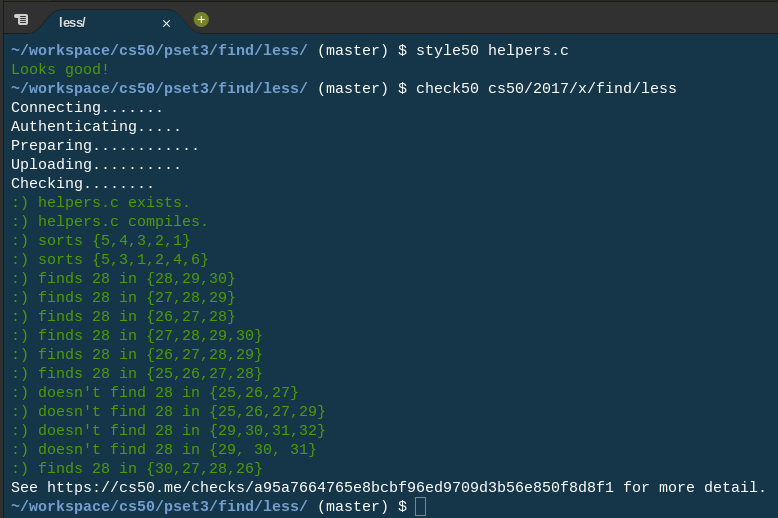 less/
~/workspace/cs50/pset3/find/less/ (master) $ style50 helpers.c
Looks good!
~/workspace/cs50/pset3/find/less/ (master) $ check50 cs50/2017/x/find/less
Connecting.......
Authenticating.....
Preparing............
Uploading..........
Checking........
:) helpers.c exists.
:) helpers.c compiles.
:) sorts {5,4,3,2,1}
:) sorts {5,3,1,2,4,6}
:) finds 28 in {28,29,30}
:) finds 28 in {27,28,29}
:) finds 28 in {26,27,28}
:) finds 28 in {27,28,29,30}
:) finds 28 in {26,27,28,29}
:) finds 28 in {25,26,27,28}
:) doesn't find 28 in {25,26,27}
:) doesn't find 28 in {25,26,27,29}
:) doesn't find 28 in {29,30,31,32}
:) doesn't find 28 in {29, 30, 31}
:) finds 28 in {30,27,28,26}
See https://cs50.me/checks/a95a7664765e8bcbf96ed9709d3b56e850f8d8f1 for more detail.
~/workspace/cs50/pset3/find/less/ (master) $